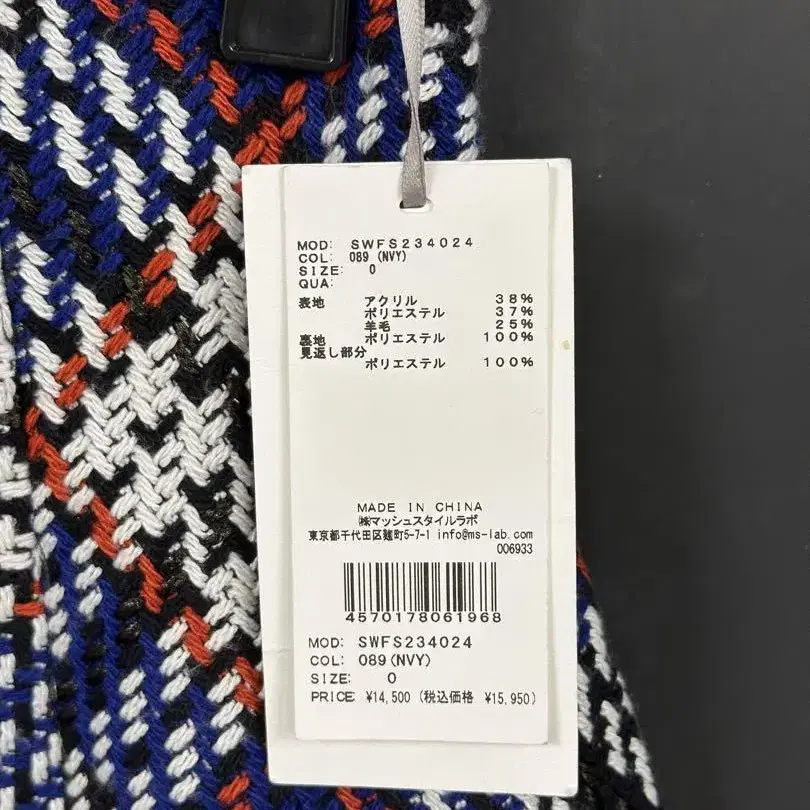 MOD: SWFS234024
COL: 089 (NVY)
SIZE: 0
QUA:
表地 アクリル 38%
ポリエステル 37%
羊毛 25%
裏地 ポリエステル 100%
見返し部分
ポリエステル 100%
MADE IN CHINA
㈱マッシュスタイルラボ
東京都千代田区麹町5-7-1 info@ms-lab.com
006933
4570178061968
MOD: SWFS234024
COL: 089(NVY)
SIZE: 0
PRICE: ¥14,500 (税込価格 ¥15,950)